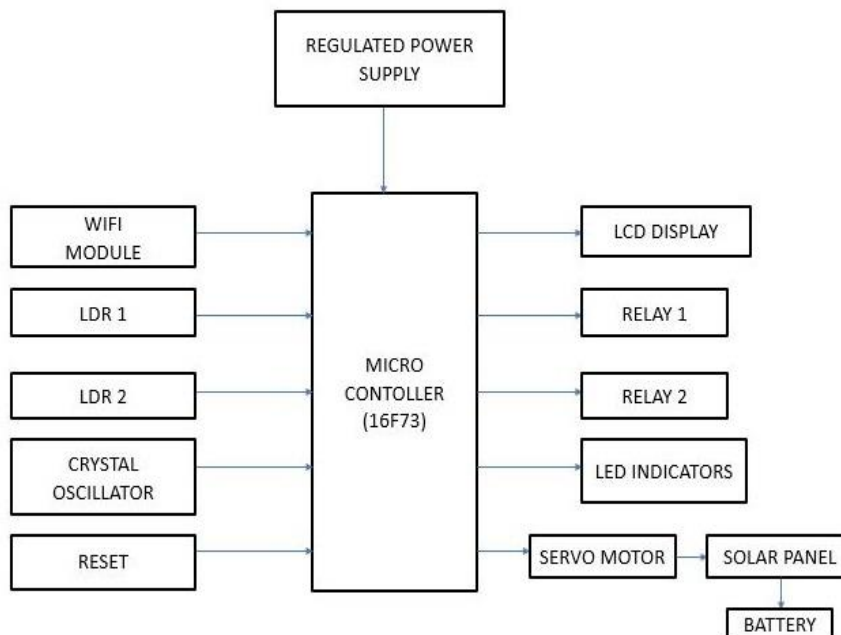 REGULATED POWER
SUPPLY
WIFI
MODULE
LDR 1
LDR 2
CRYSTAL
OSCILLATOR
RESET
MICRO
CONTOLLER
(16F73)
LCD DISPLAY
RELAY 1
RELAY 2
LED INDICATORS
SERVO MOTOR
SOLAR PANEL
BATTERY